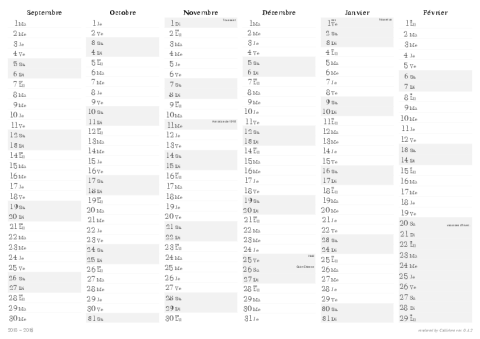 Septembre
1 Ma
2 Me
3 Je
4 Ve
5 Sa
6 Di
7 Lu
8 Ma
9 Me
10 Je
11 Ve
12 Sa
13 Di
14 Lu
15 Ma
16 Me
17 Je
18 Ve
19 Sa
20 Di
21 Lu
22 Ma
23 Me
24 Je
25 Ve
26 Sa
27 Di
28 Lu
29 Ma
30 Me
Octobre
1 Je
2 Ve
3 Sa
4 Di
5 Lu
6 Ma
7 Me
8 Je
9 Ve
10 Sa
11 Di
12 Lu
13 Ma
14 Me
15 Je
16 Ve
17 Sa
18 Di
19 Lu
20 Ma
21 Me
22 Je
23 Ve
24 Sa
25 Di
26 Lu
27 Ma
28 Me
29 Je
30 Ve
31 Sa
Novembre
1 Di
2 Lu
3 Ma
4 Me
5 Je
6 Ve
7 Sa
8 Di
9 Lu
10 Ma
11 Me
12 Je
13 Ve
14 Sa
15 Di
16 Lu
17 Ma
18 Me
19 Je
20 Ve
21 Sa
22 Di
23 Lu
24 Ma
25 Me
26 Je
27 Ve
28 Sa
29 Di
30 Lu
Décembre
1 Ma
2 Me
3 Je
4 Ve
5 Sa
6 Di
7 Lu
8 Ma
9 Me
10 Je
11 Ve
12 Sa
13 Di
14 Lu
15 Ma
16 Me
17 Je
18 Ve
19 Sa
20 Di
21 Lu
22 Ma
23 Me
24 Je
25 Ve
26 Sa
27 Di
28 Lu
29 Ma
30 Me
31 Je
Janvier
1 Ve
2 Sa
3 Di
4 Lu
5 Ma
6 Me
7 Je
8 Ve
9 Sa
10 Di
11 Lu
12 Ma
13 Me
14 Je
15 Ve
16 Sa
17 Di
18 Lu
19 Ma
20 Me
21 Je
22 Ve
23 Sa
24 Di
25 Lu
26 Ma
27 Me
28 Je
29 Ve
30 Sa
31 Di
Février
1 Lu
2 Ma
3 Me
4 Je
5 Ve
6 Sa
7 Di
8 Lu
9 Ma
10 Me
11 Je
12 Ve
13 Sa
14 Di
15 Lu
16 Ma
17 Me
18 Je
19 Ve
20 Sa
21 Di
22 Lu
23 Ma
24 Me
25 Je
26 Ve
27 Sa
28 Di
29 Lu
2015 – 2016